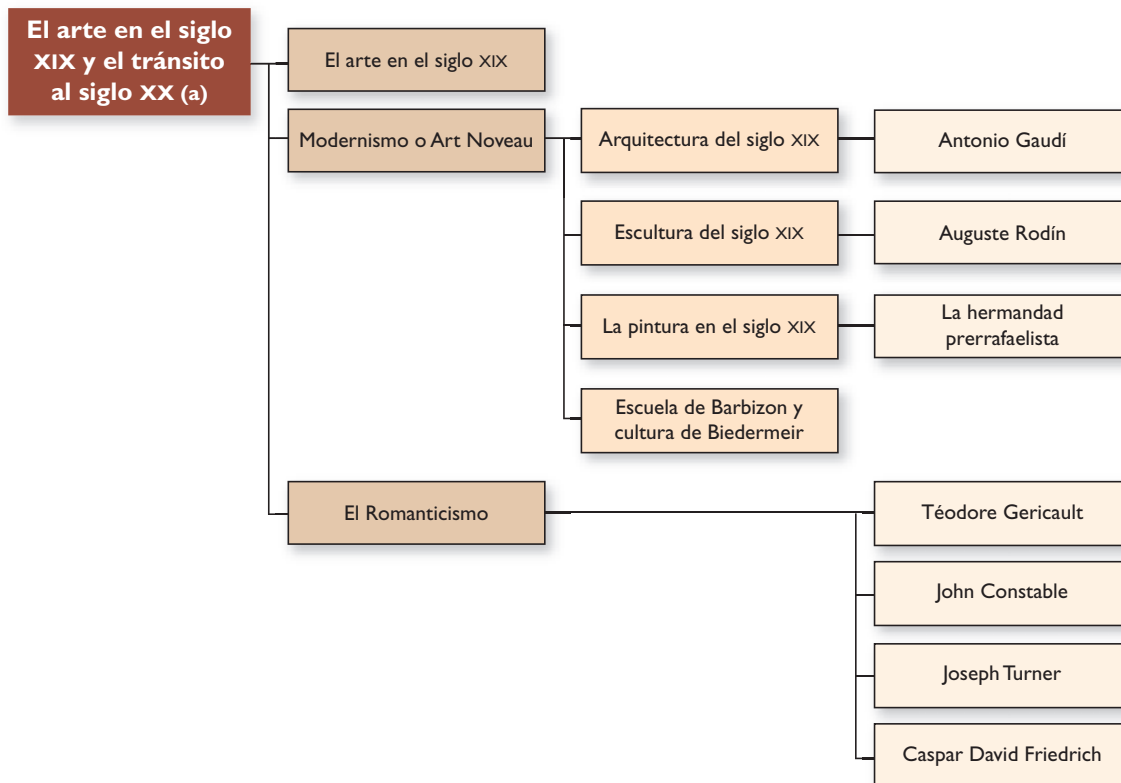 El arte en el siglo
XIX y el tránsito
al siglo XX (a)
El arte en el siglo XIX
Modernismo o Art Noveau
Arquitectura del siglo XIX
Antonio Gaudí
Escultura del siglo XIX
Auguste Rodín
La pintura en el siglo XIX
La hermandad
prerrafaelista
Escuela de Barbizon y
cultura de Biedermeir
El Romanticismo
Téodore Gericault
John Constable
Joseph Turner
Caspar David Friedrich